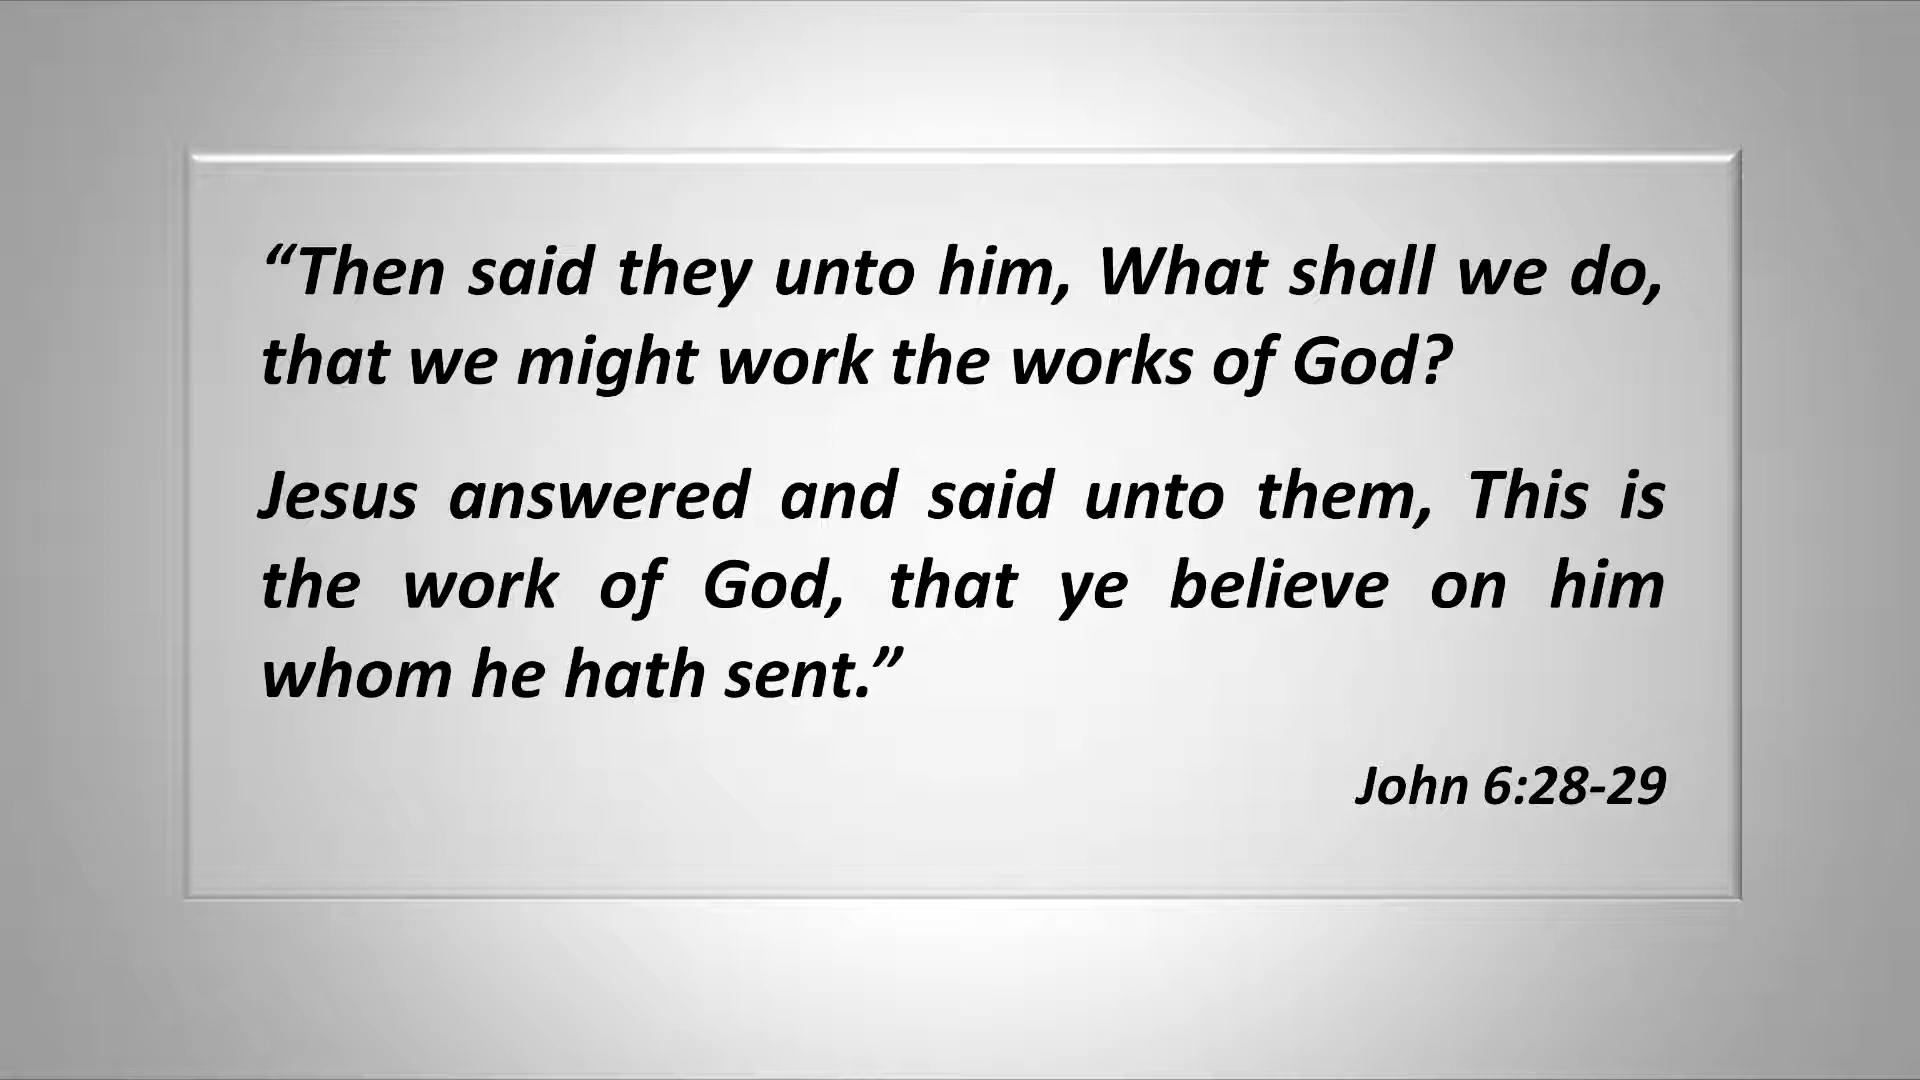 “Then said they unto him, What shall we do,
that we might work the works of God?
Jesus answered and said unto them, This is
the work of God, that ye believe on him
whom he hath sent.”
John 6:28-29